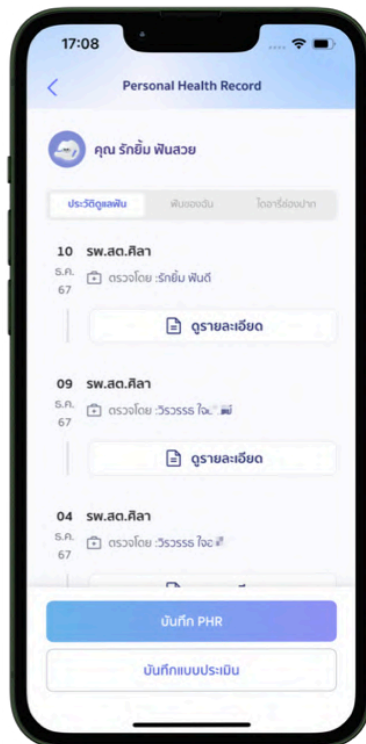 17:08
Personal Health Record
คุณ รักยิ้ม ฟันสวย
ประวัติดูแลฟัน ฟันของฉัน ไดอารี่ช่องปาก
10 รพ.สต.ศิลา
ธ.ค. ตรวจโดย :รักยิ้ม ฟันดี
67
ดูรายละเอียด
09 รพ.สต.ศิลา
ธ.ค. ตรวจโดย :วิรวรรธ
67
ดูรายละเอียด
04 รพ.สต.ศิลา
ธ.ค. ตรวจโดย :วิรวรรธ
67
บันทึก PHR
บันทึกแบบประเมิน